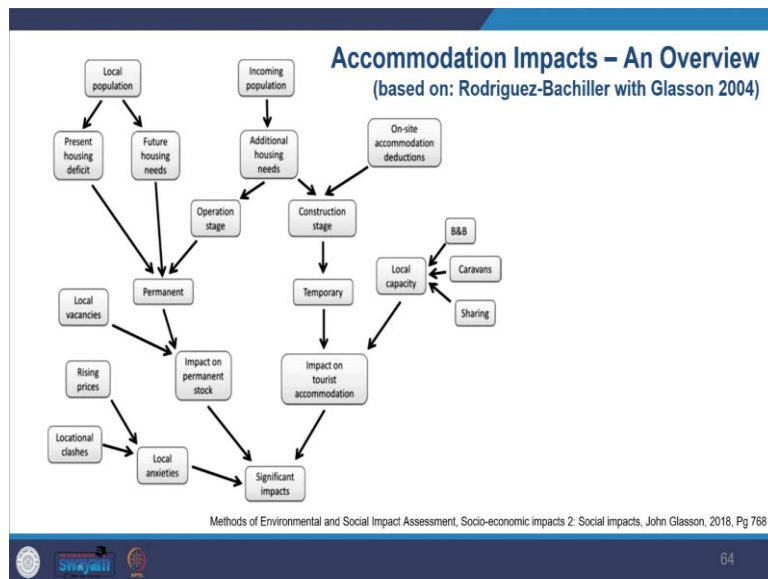 Accommodation Impacts – An Overview
(based on: Rodriguez-Bachiller with Glasson 2004)
Local
population
Incoming
population
Present
housing
deficit
Future
housing
needs
Additional
housing
needs
On-site
accommodation
deductions
Operation
stage
Construction
stage
B&B
Local
capacity
Caravans
Sharing
Permanent
Temporary
Local
vacancies
Rising
prices
Impact on
permanent
stock
Impact on
tourist
accommodation
Locational
clashes
Local
anxieties
Significant
impacts
Methods of Environmental and Social Impact Assessment, Socio-economic impacts 2: Social impacts, John Glasson, 2018, Pg 768
swayam
64